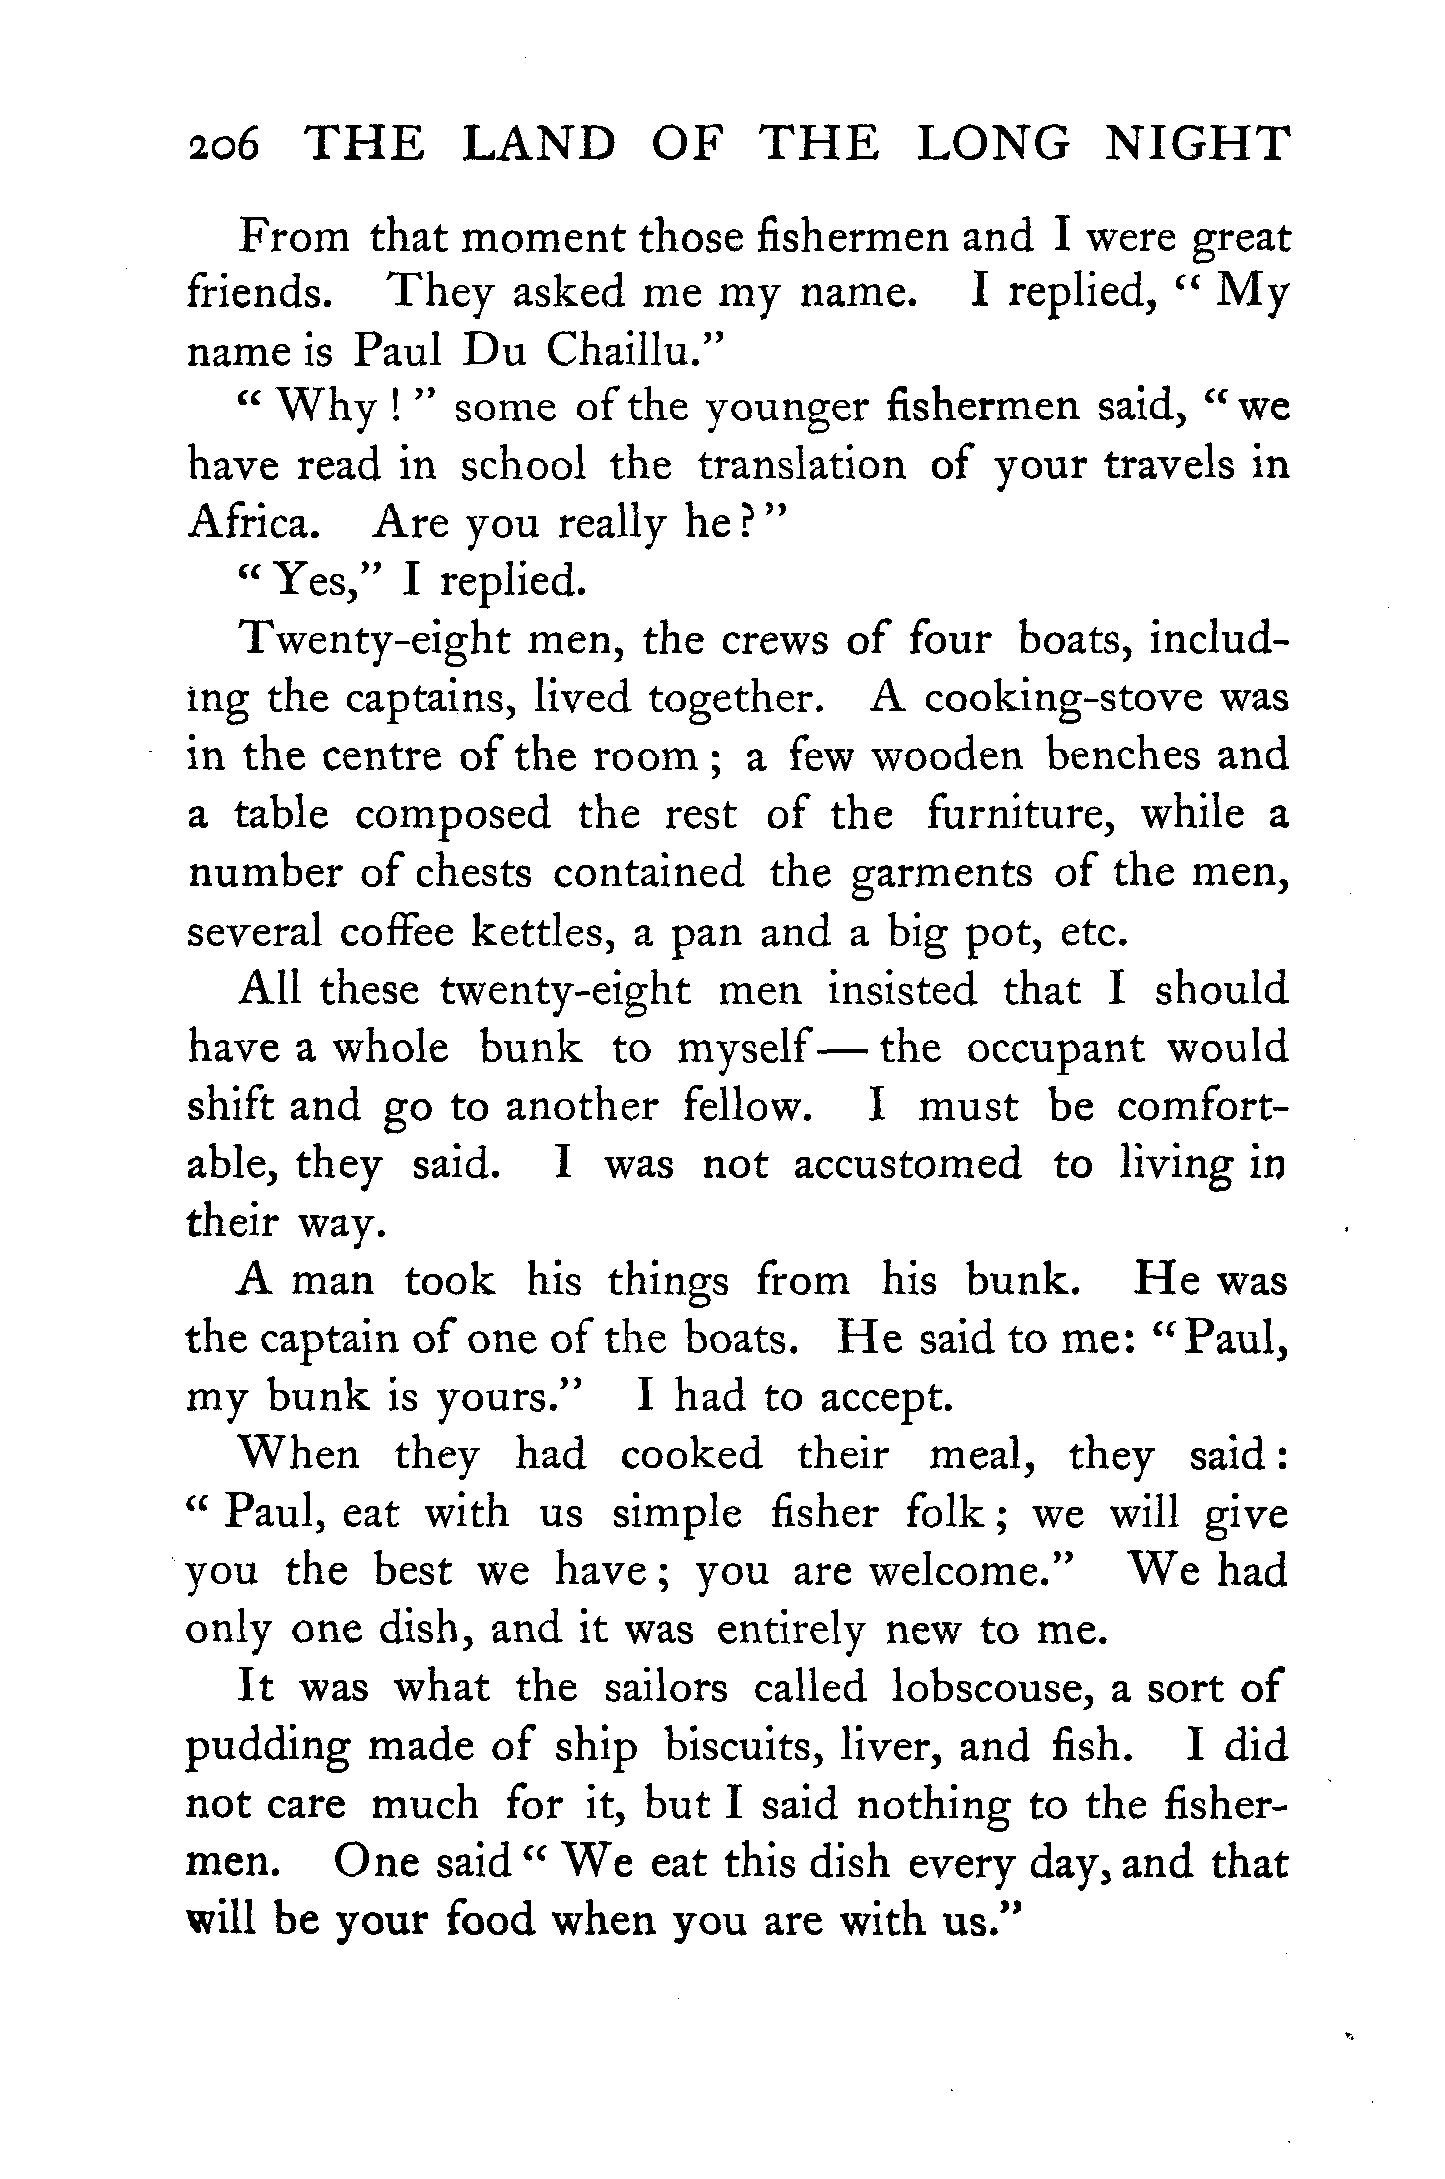 206 THE LAND OF THE LONG NIGHT
From that moment those fishermen and I were great
friends. They asked me my name. I replied, “ My
name is Paul Du Chaillu.”
“ Why ! ” some of the younger fishermen said, “ we
have read in school the translation of your travels in
Africa. Are you really he ? ”
“ Yes,” I replied.
Twenty-eight men, the crews of four boats, includ-
ing the captains, lived together. A cooking-stove was
in the centre of the room ; a few wooden benches and
a table composed the rest of the furniture, while a
number of chests contained the garments of the men,
several coffee kettles, a pan and a big pot, etc.
All these twenty-eight men insisted that I should
have a whole bunk to myself — the occupant would
shift and go to another fellow. I must be comfort-
able, they said. I was not accustomed to living in
their way.
A man took his things from his bunk. He was
the captain of one of the boats. He said to me: “ Paul,
my bunk is yours.” I had to accept.
When they had cooked their meal, they said :
“ Paul, eat with us simple fisher folk ; we will give
you the best we have ; you are welcome.” We had
only one dish, and it was entirely new to me.
It was what the sailors called lobscouse, a sort of
pudding made of ship biscuits, liver, and fish. I did
not care much for it, but I said nothing to the fisher-
men. One said “ We eat this dish every day, and that
will be your food when you are with us.”